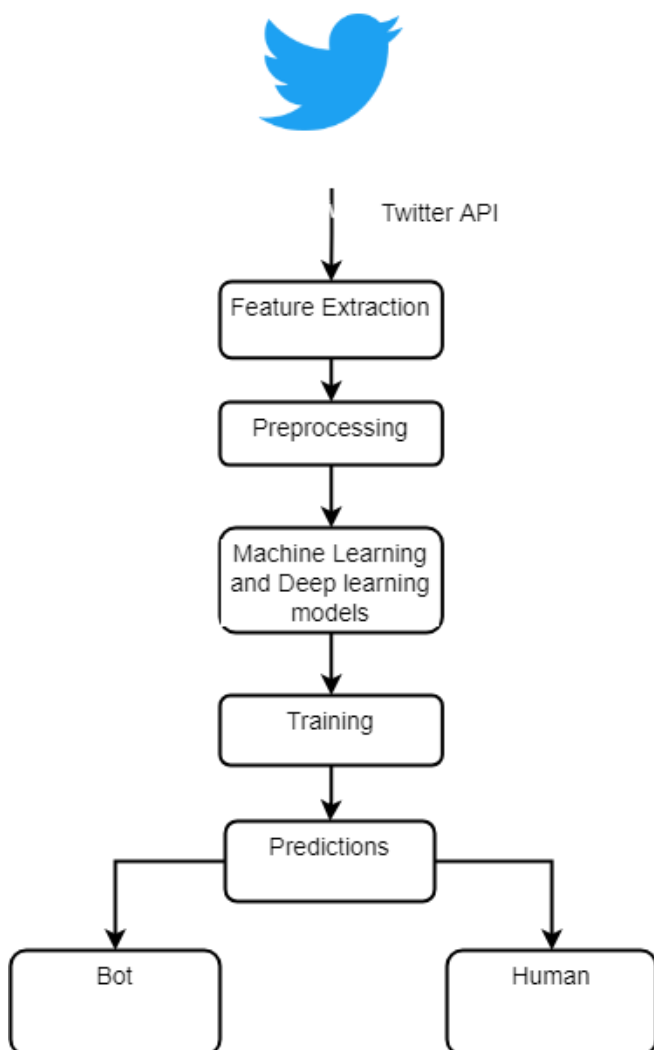 Twitter API
Feature Extraction
Preprocessing
Machine Learning
and Deep learning
models
Training
Predictions
Bot
Human